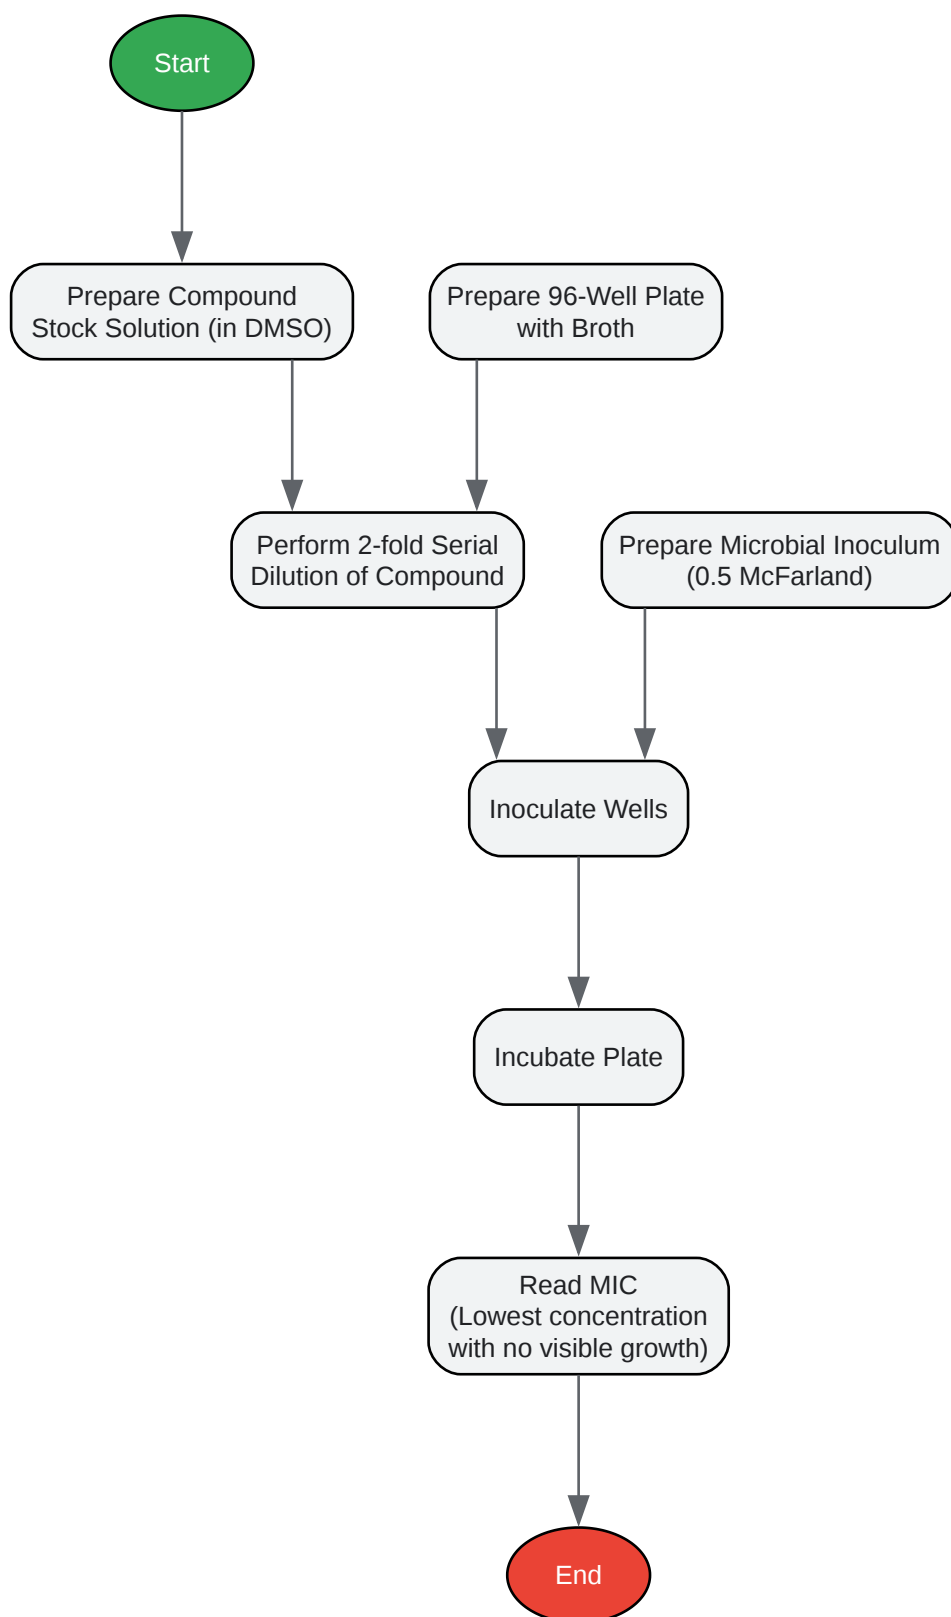 Start
Prepare Compound
Stock Solution (in DMSO)
Prepare 96-Well Plate
with Broth
Perform 2-fold Serial
Dilution of Compound
Prepare Microbial Inoculum
(0.5 McFarland)
Inoculate Wells
Incubate Plate
Read MIC
(Lowest concentration
with no visible growth)
End